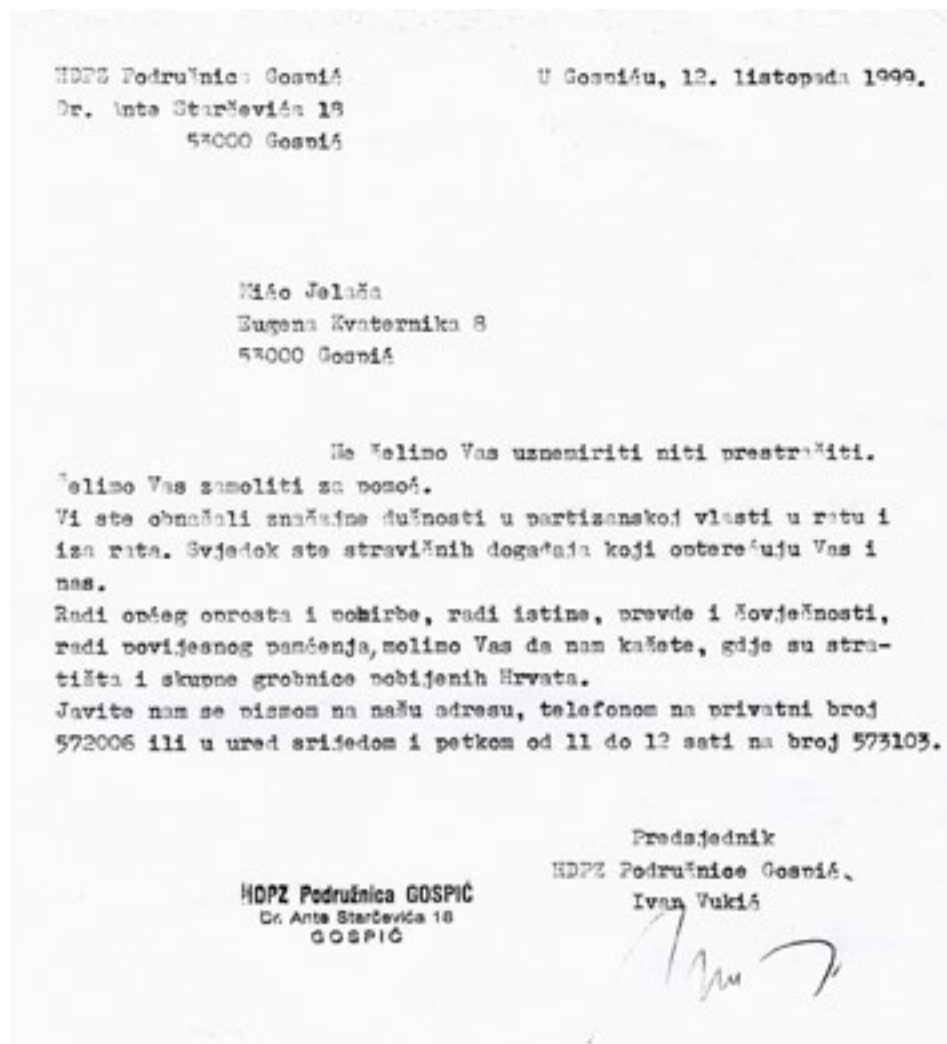 HDPZ Podružnica Gospić
U Gospiću, 12. listopada 1999.
Dr. Ante Starčevića 18
53000 Gospić
Mićo Jelača
Eugena Kvaternika 8
53000 Gospić
Ne želimo Vas uznemiriti niti prestrašiti.
Želimo Vas zamoliti za pomoć.
Vi ste obnašali značajne dužnosti u partizanskoj vlasti u ratu i
iza rata. Svjedok ste stravičnih događaja koji opterećuju Vas i
nas.
Radi općeg oprosta i pomirbe, radi istine, pravde i čovječnosti,
radi povijesnog pamćenja, molimo Vas da nam kažete, gdje su stra-
tišta i skupne grobnice pobijenih Hrvata.
Javite nam se pismom na našu adresu, telefonom na privatni broj
572006 ili u ured srijedom i petkom od 11 do 12 sati na broj 573103.
Predsjednik
HDPZ Podružnice Gospić.
Ivan Vukić
HDPZ Podružnica GOSPIĆ
Dr. Ante Starčevića 18
GOSPIĆ